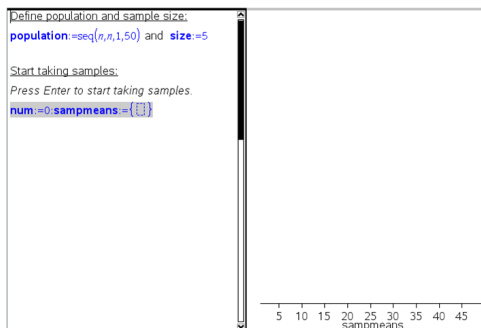 Define population and sample size:
population:=seq(n,n,1,50) and size:=5
Start taking samples:
Press Enter to start taking samples.
num:=0:sampmeans:={}
5 10 15 20 25 30 35 40 45
sampmeans